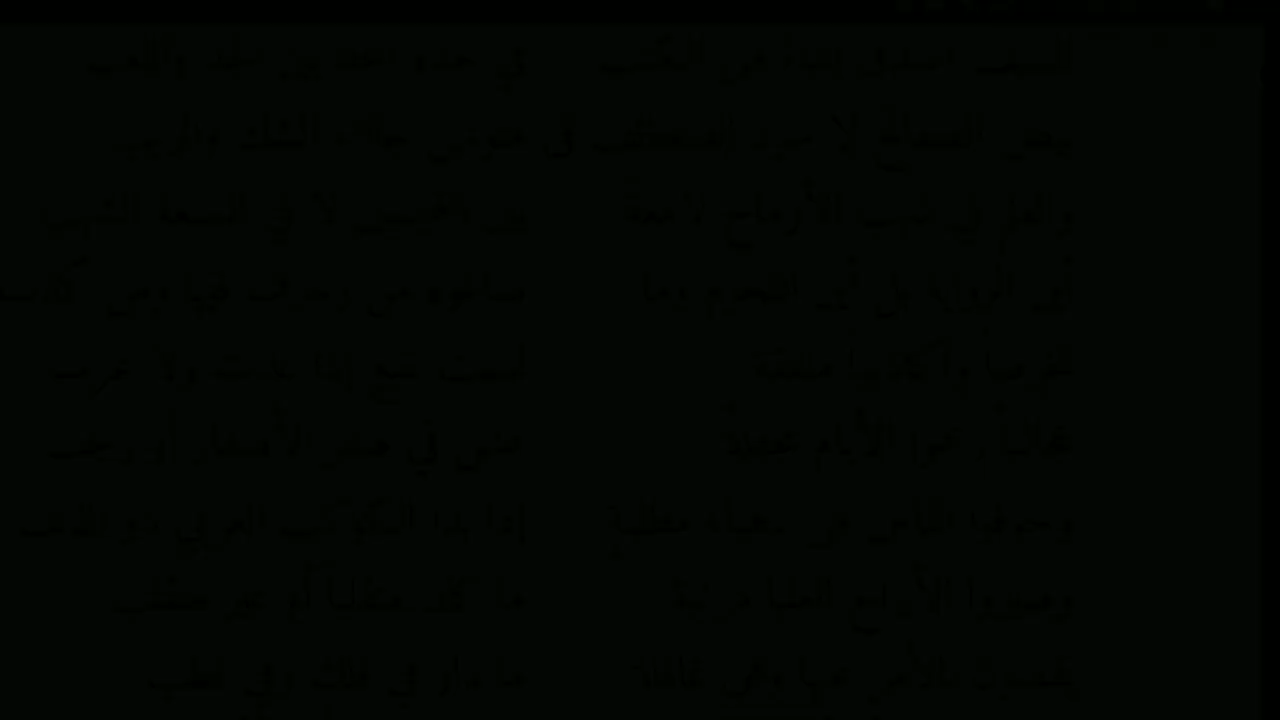 السيف أصدق إنباء من الكتب في حده الحد بين الجد واللعب
بيض الصفائح لا سود الصحائف في متونهن جلاء الشك والريب
والعلم في شهب الأرماح لامعة بين الخميسين لا في السبعة الشهب
أين الرواية بل أين النجوم وما صاغوه من زخرف فيها ومن كذب
تخرصا وأحاديثا ملفقة ليست بنبع إذا عدت ولا غرب
عجائبا زعموا الأيام مجفلة عنهن في صفر الأصفار أو رجب
وخوفوا الناس من دهياء مظلمة إذا بدا الكوكب الغربي ذو الذنب
وصيروا الأبرج العليا مرتبة ما كان منقلبا أو غير منقلب
يقضون بالأمر عنها وهي غافلة ما دار في فلك وفي قطب